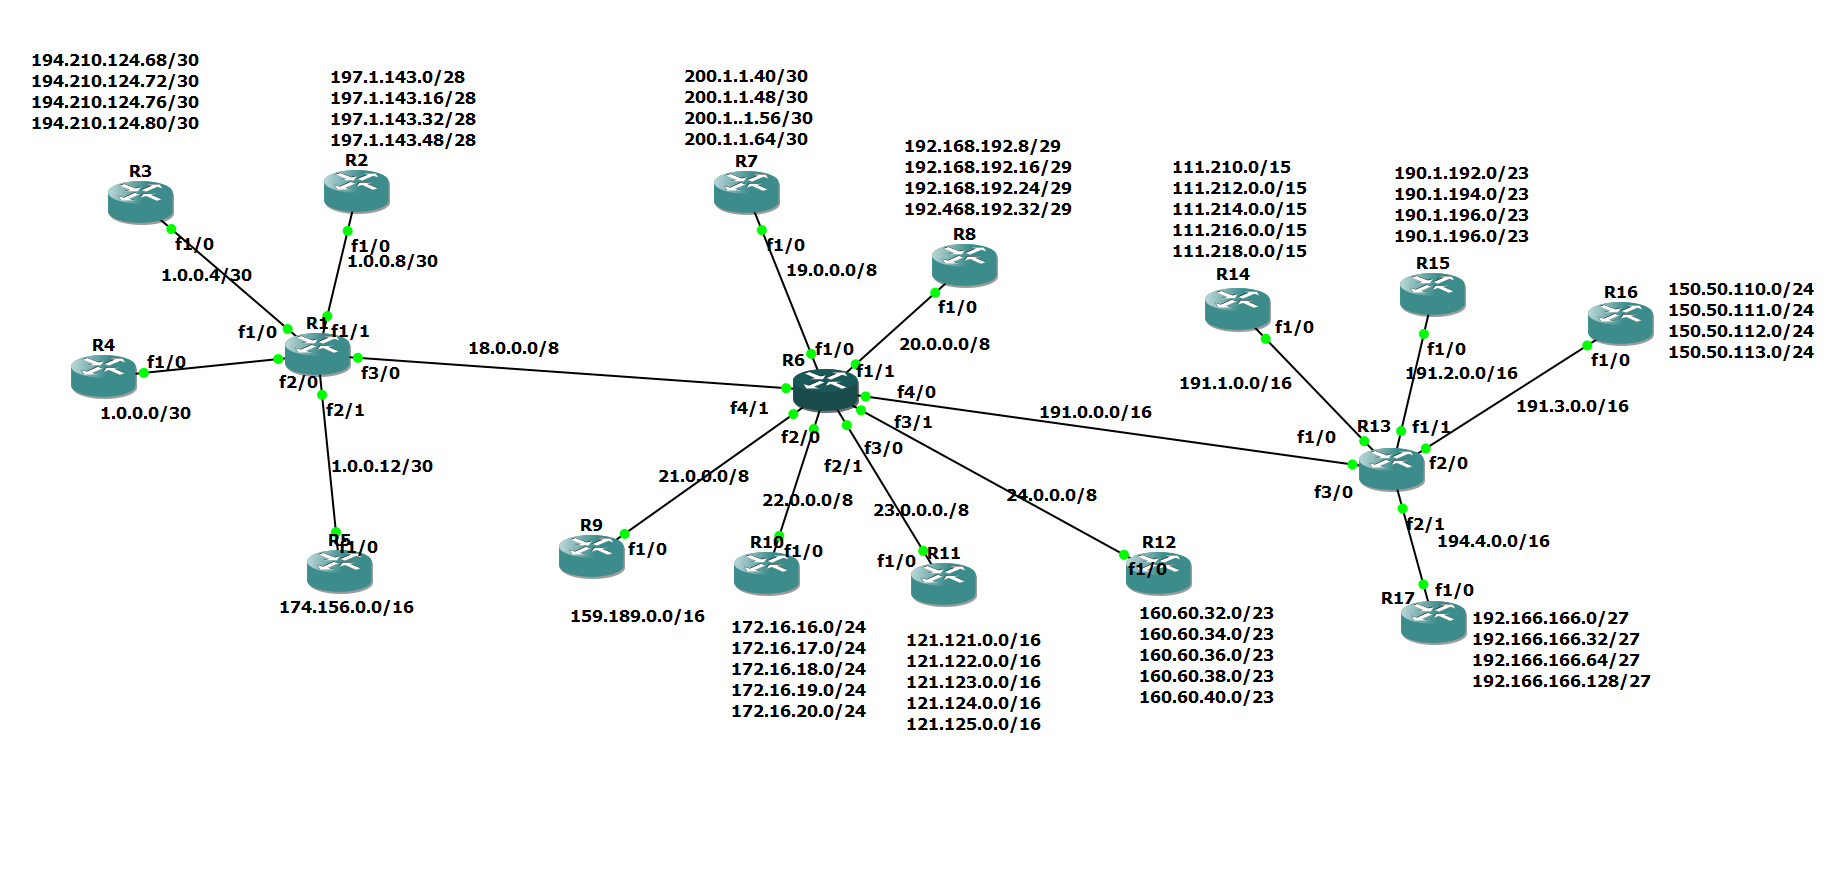 194.210.124.68/30
194.210.124.72/30
194.210.124.76/30
194.210.124.80/30
R3
f1/0
1.0.0.4/30
197.1.143.0/28
197.1.143.16/28
197.1.143.32/28
197.1.143.48/28
R2
f1/0
1.0.0.8/30
f1/0
R1
f1/1
R4
f1/0
1.0.0.0/30
f2/0
f3/0
f2/1
18.0.0.0/8
1.0.0.12/30
R5
f1/0
174.156.0.0/16
200.1.1.40/30
200.1.1.48/30
200.1..1.56/30
200.1.1.64/30
R7
f1/0
19.0.0.0/8
192.168.192.8/29
192.168.192.16/29
192.168.192.24/29
192.468.192.32/29
R8
f1/0
20.0.0.0/8
R6
f1/0
f1/1
f4/0
f4/1
f3/1
f2/0
f3/0
f2/1
21.0.0.0/8
22.0.0.0/8
23.0.0.0./8
24.0.0.0/8
191.0.0.0/16
R9
f1/0
159.189.0.0/16
R10
f1/0
172.16.16.0/24
172.16.17.0/24
172.16.18.0/24
172.16.19.0/24
172.16.20.0/24
f1/0
R11
121.121.0.0/16
121.122.0.0/16
121.123.0.0/16
121.124.0.0/16
121.125.0.0/16
R12
f1/0
160.60.32.0/23
160.60.34.0/23
160.60.36.0/23
160.60.38.0/23
160.60.40.0/23
111.210.0/15
111.212.0.0/15
111.214.0.0/15
111.216.0.0/15
111.218.0.0/15
R14
f1/0
191.1.0.0/16
190.1.192.0/23
190.1.194.0/23
190.1.196.0/23
190.1.196.0/23
R15
f1/0
191.2.0.0/16
R16
f1/0
150.50.110.0/24
150.50.111.0/24
150.50.112.0/24
150.50.113.0/24
191.3.0.0/16
R13
f1/0
f1/1
f2/0
f3/0
f2/1
194.4.0.0/16
f1/0
R17
192.166.166.0/27
192.166.166.32/27
192.166.166.64/27
192.166.166.128/27